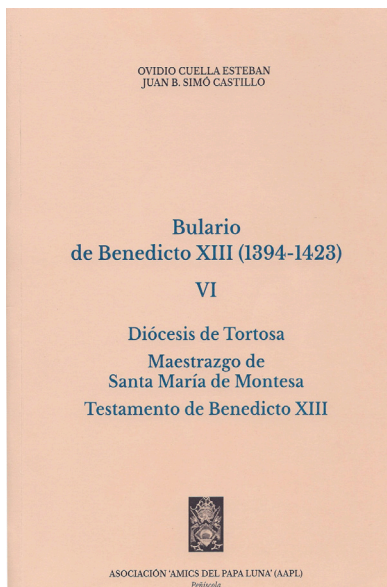 OVIDIO CUELLA ESTEBAN
JUAN B. SIMÓ CASTILLO
Bulario
de Benedicto XIII (1394-1423)
VI
Diócesis de Tortosa
Maestrazgo de
Santa María de Montesa
Testamento de Benedicto XIII
ASOCIACIÓN 'AMICS DEL PAPA LUNA' (AAPL)
Peñíscola